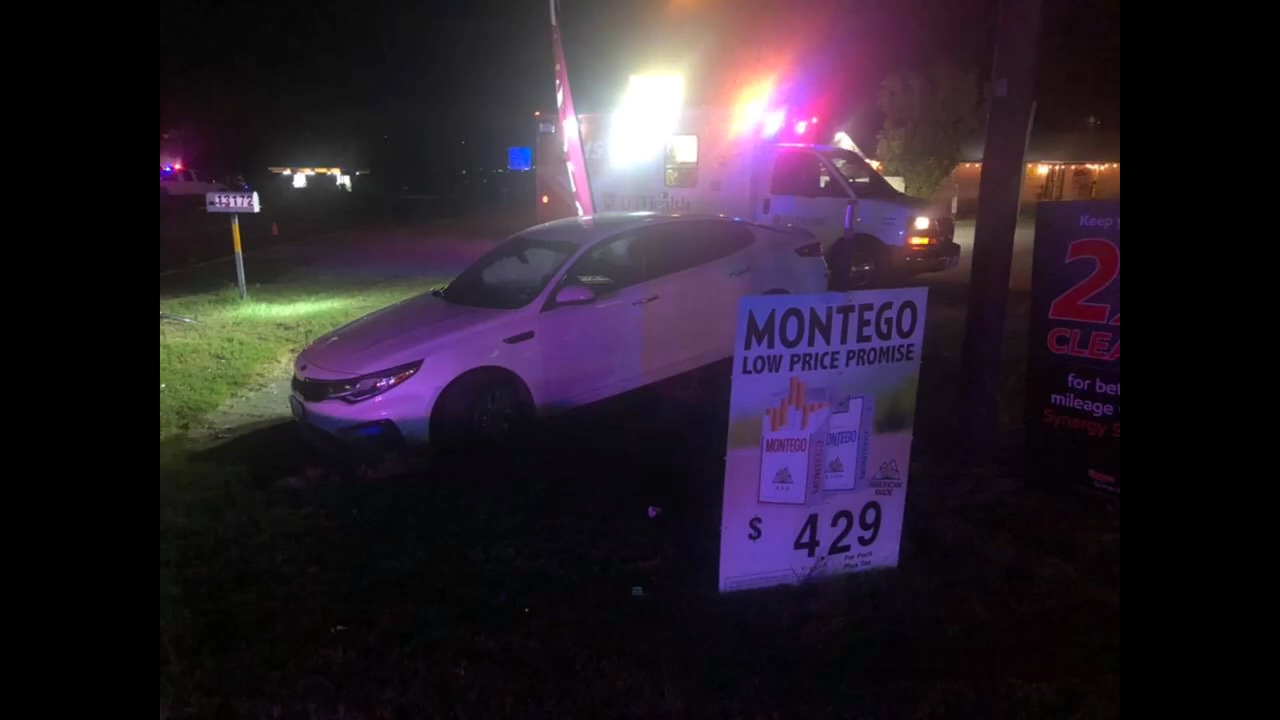 13172
UTHealth
MONTEGO
LOW PRICE PROMISE
MONTEGO
MONTEGO
AMERICAN
MADE
$ 429
Per Pack
Plus Tax
Keep
2
CLEA
for bet
mileage
Synergy S